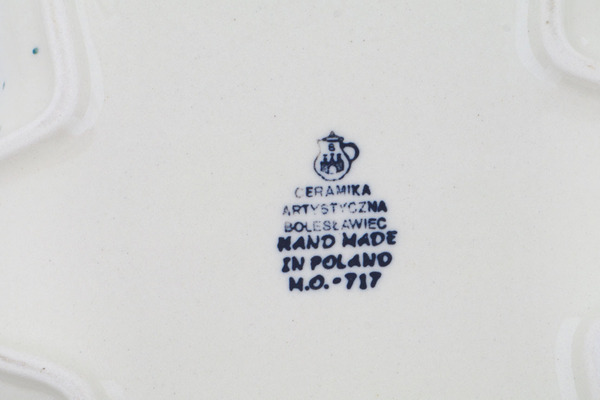 B
CERAMIKA
ARTYSTYCZNA
BOLESŁAWIEC
HAND MADE
IN POLAND
M.O.-717